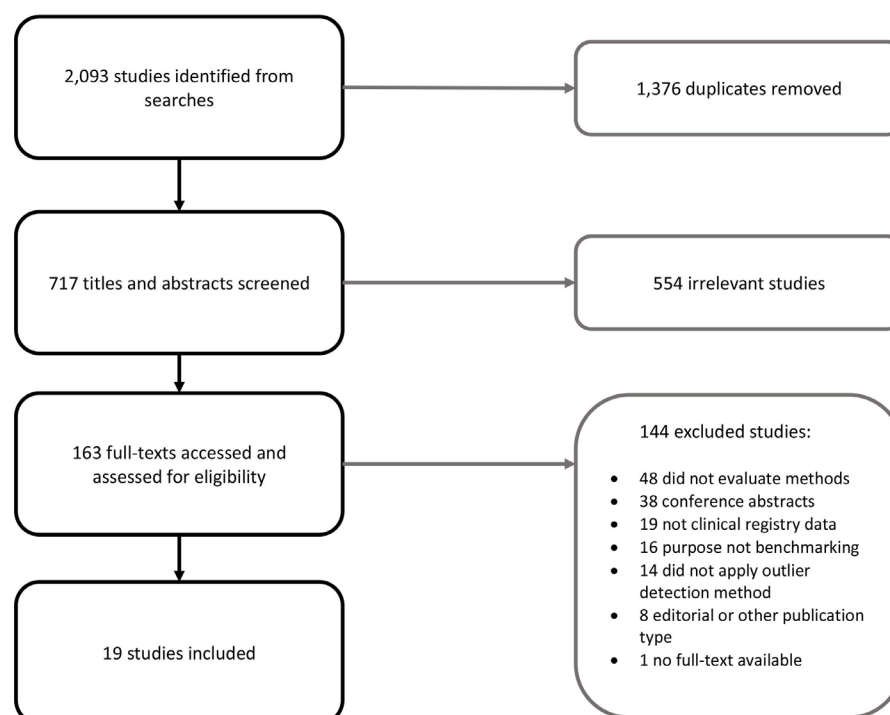 2,093 studies identified from
searches
1,376 duplicates removed
717 titles and abstracts screened
554 irrelevant studies
163 full-texts accessed and
assessed for eligibility
144 excluded studies:
• 48 did not evaluate methods
• 38 conference abstracts
• 19 not clinical registry data
• 16 purpose not benchmarking
• 14 did not apply outlier
detection method
• 8 editorial or other publication
type
• 1 no full-text available
19 studies included